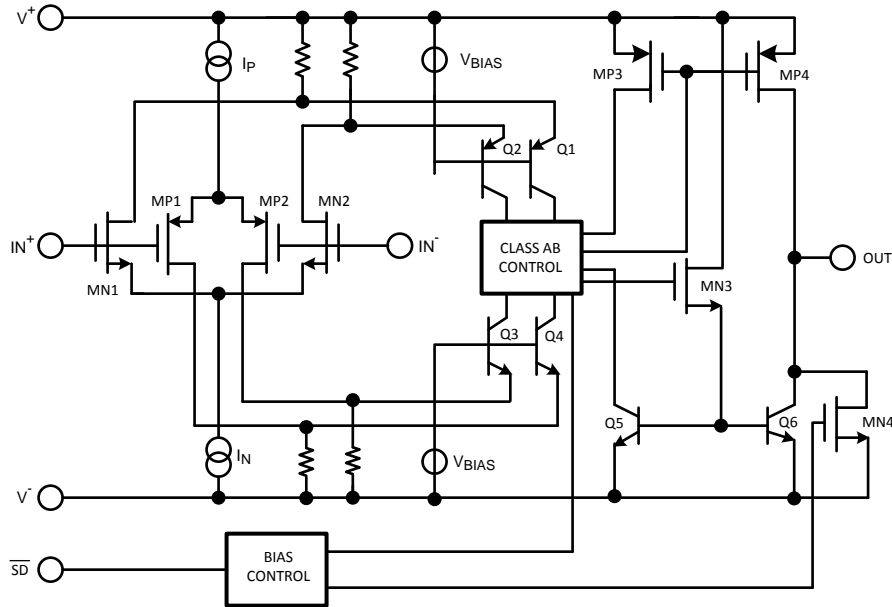 V+
IP
VBIAS
MP3
MP4
Q2
Q1
MP1
MP2
MN2
IN+
IN-
CLASS AB
CONTROL
OUT
MN1
MN3
Q3
Q4
Q5
Q6
MN4
IN
VBIAS
V-
BIAS
CONTROL
SD